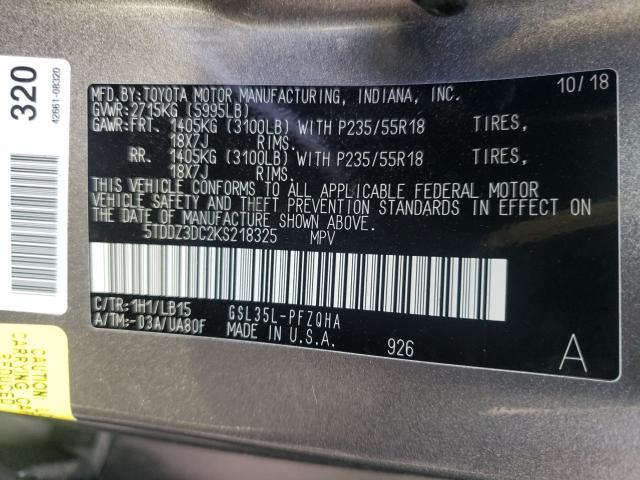 320
42661-08320
MFD. BY: TOYOTA MOTOR MANUFACTURING, INDIANA, INC. 10/18
GVWR: 2715KG (5995LB)
GAWR: FRT. 1405KG (3100LB) WITH P235/55R18 TIRES,
18X7J RIMS.
RR. 1405KG (3100LB) WITH P235/55R18 TIRES,
18X7J RIMS.
THIS VEHICLE CONFORMS TO ALL APPLICABLE FEDERAL MOTOR
VEHICLE SAFETY AND THEFT PREVENTION STANDARDS IN EFFECT ON
THE DATE OF MANUFACTURE SHOWN ABOVE.
5TDDZ3DC2KS218325 MPV
C/TR: 1H1/LB15 GSL35L-PFZQHA
A/TM: -03A/UA80F MADE IN U.S.A.
926 A
CAUTION:
CARRYING CA
REDUCED